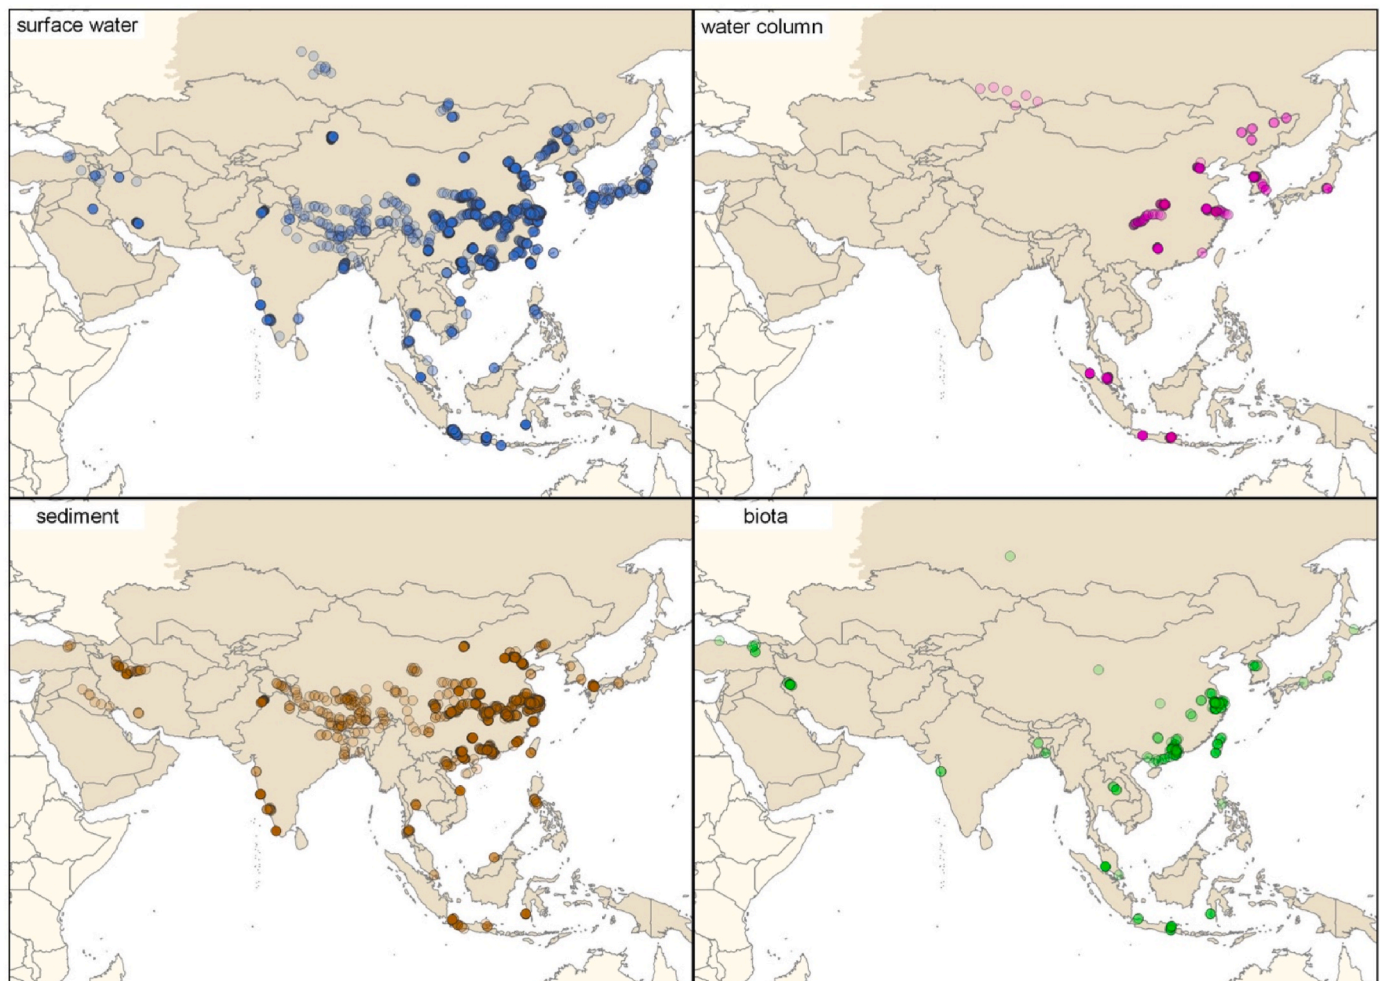 surface water
water column
sediment
biota